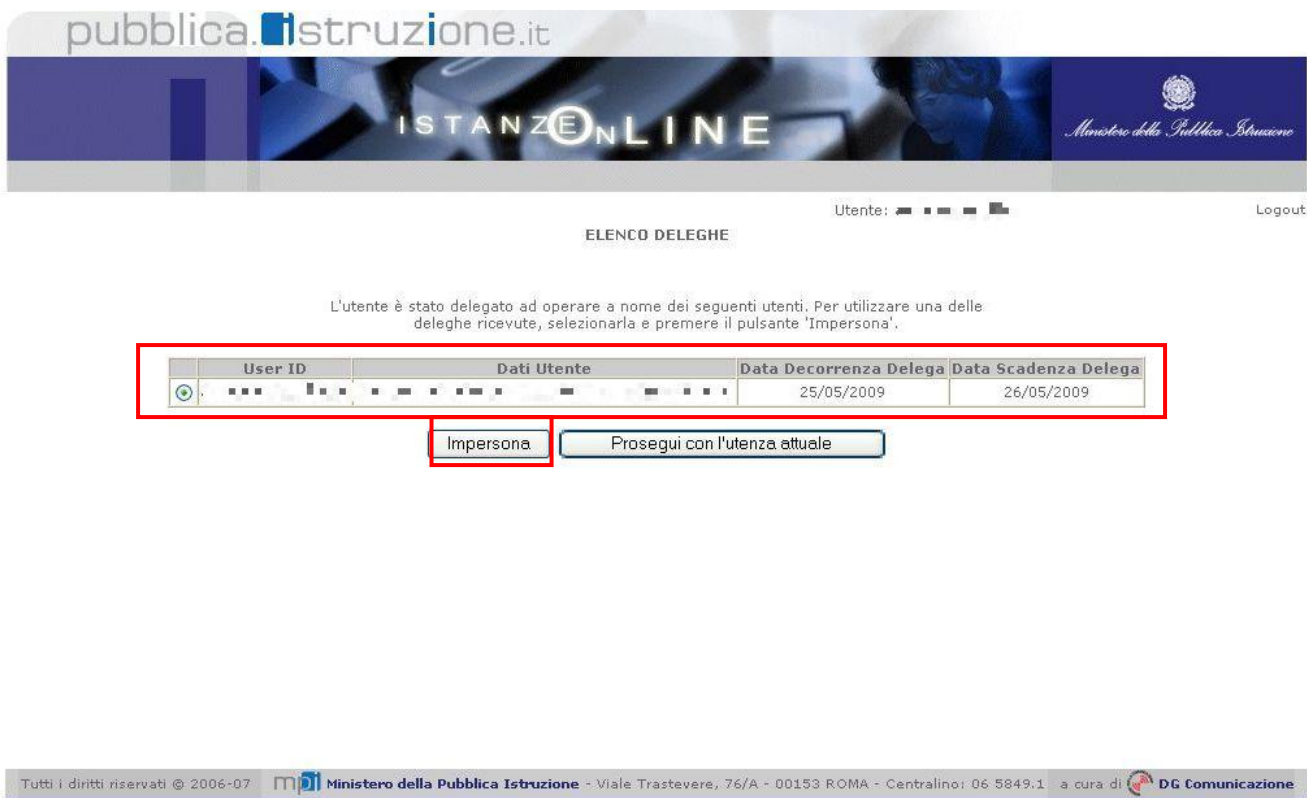 pubblica.istruzione.it
ISTANZE ONLINE
Ministero della Pubblica Istruzione
Utente:
Logout
ELENCO DELEGHE
L'utente è stato delegato ad operare a nome dei seguenti utenti. Per utilizzare una delle
deleghe ricevute, selezionarla e premere il pulsante 'Impersona'.
User ID Dati Utente Data Decorrenza Delega Data Scadenza Delega
25/05/2009 26/05/2009
Impersona Prosegui con l'utenza attuale
Tutti i diritti riservati © 2006-07 mpi Ministero della Pubblica Istruzione - Viale Trastevere, 76/A - 00153 ROMA - Centralino: 06 5849.1 a cura di DG Comunicazione